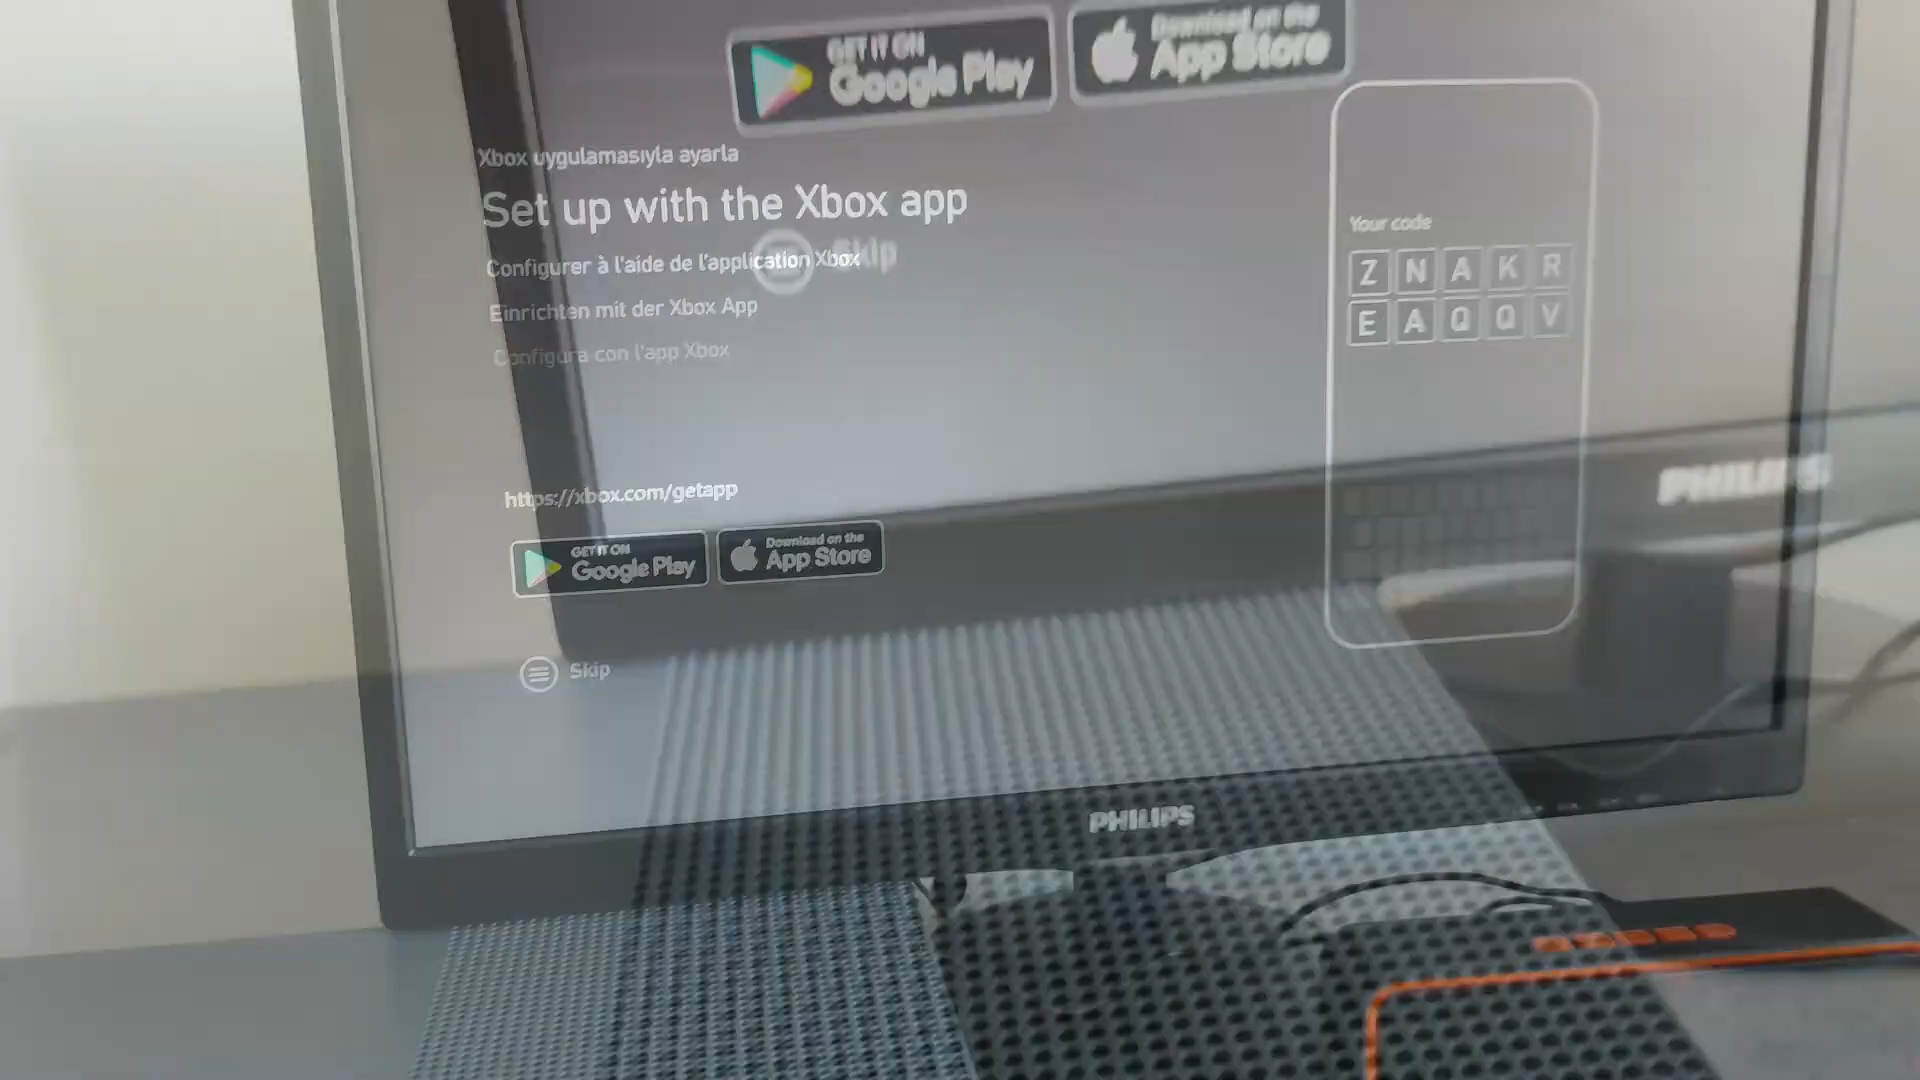 GET IT ON
Google Play
Download on the
App Store
Xbox uygulamasıyla ayarla
Set up with the Xbox app
Skip
Configurer à l'aide de l'application Xbox
Einrichten mit der Xbox App
Configura con l'app Xbox
Your code
Z N A K R
E A Q Q V
https://xbox.com/getapp
GET IT ON
Google Play
Download on the
App Store
Skip
PHILIPS
PHILIPS